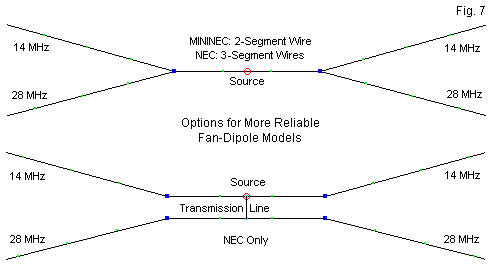 Fig. 7
14 MHz
MININEC: 2-Segment Wire
14 MHz
NEC: 3-Segment Wires
28 MHz
Source
28 MHz
Options for More Reliable
Fan-Dipole Models
14 MHz
Source
14 MHz
Transmission Line
28 MHz
NEC Only
28 MHz